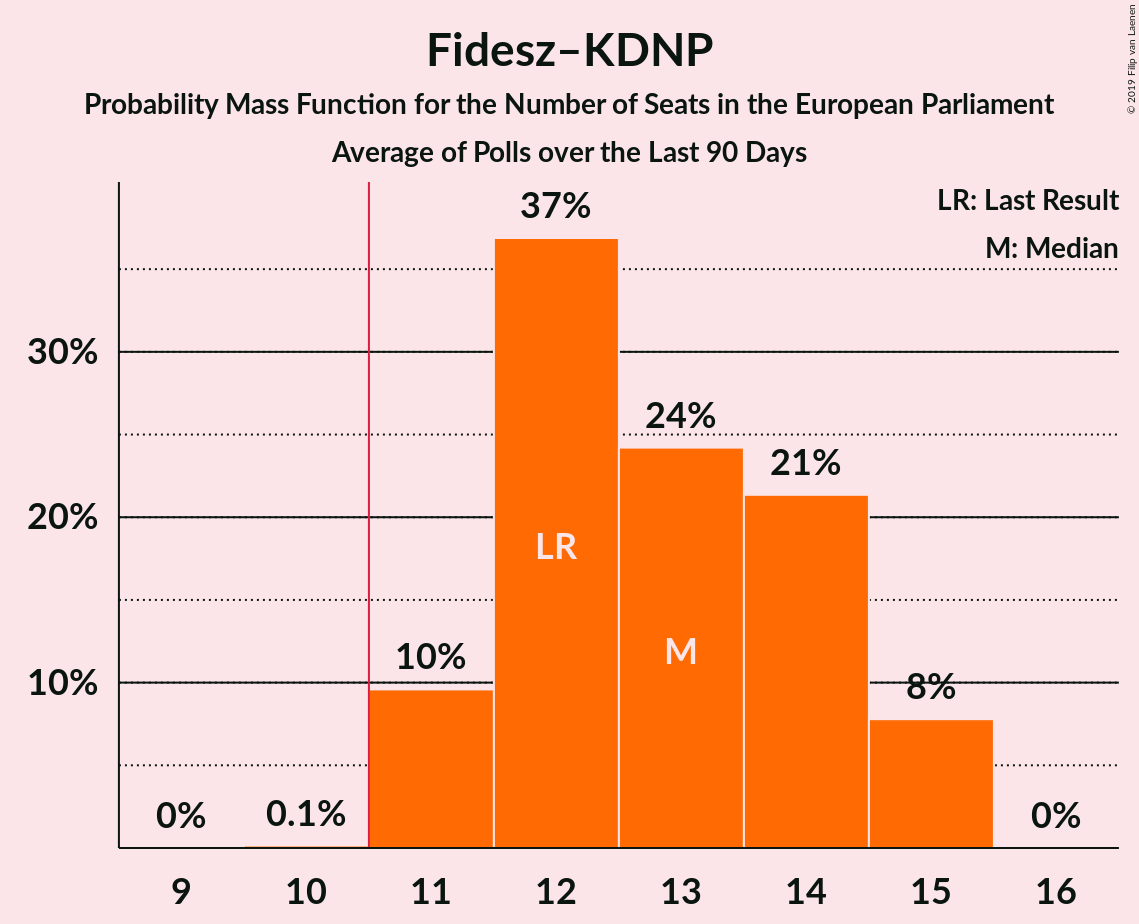 Fidesz–KDNP
Probability Mass Function for the Number of Seats in the European Parliament
Average of Polls over the Last 90 Days
© 2019 Filip van Laenen
LR: Last Result
M: Median
37%
30%
24%
21%
20%
LR
M
10%
10%
8%
0%
0.1%
0%
9
10
11
12
13
14
15
16